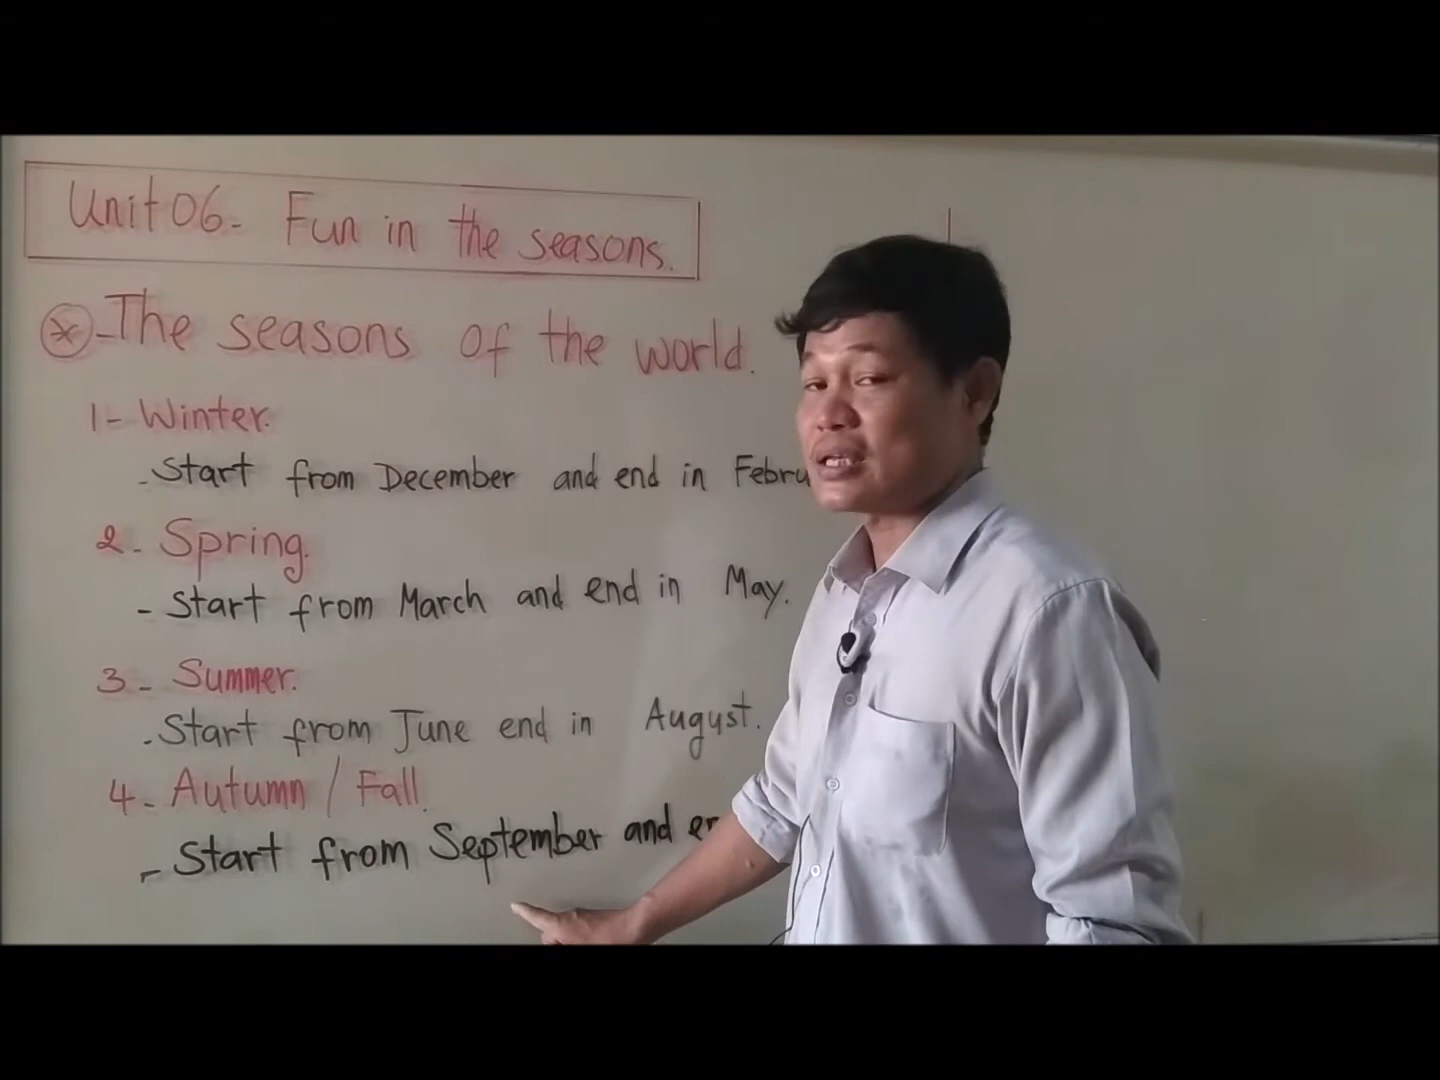 Unit 06- Fun in the seasons.
*-The seasons of the world.
1- Winter.
-Start from December and end in Febru
2- Spring.
- Start from March and end in May.
3- Summer.
-Start from June end in August.
4- Autumn / Fall.
- Start from September and en